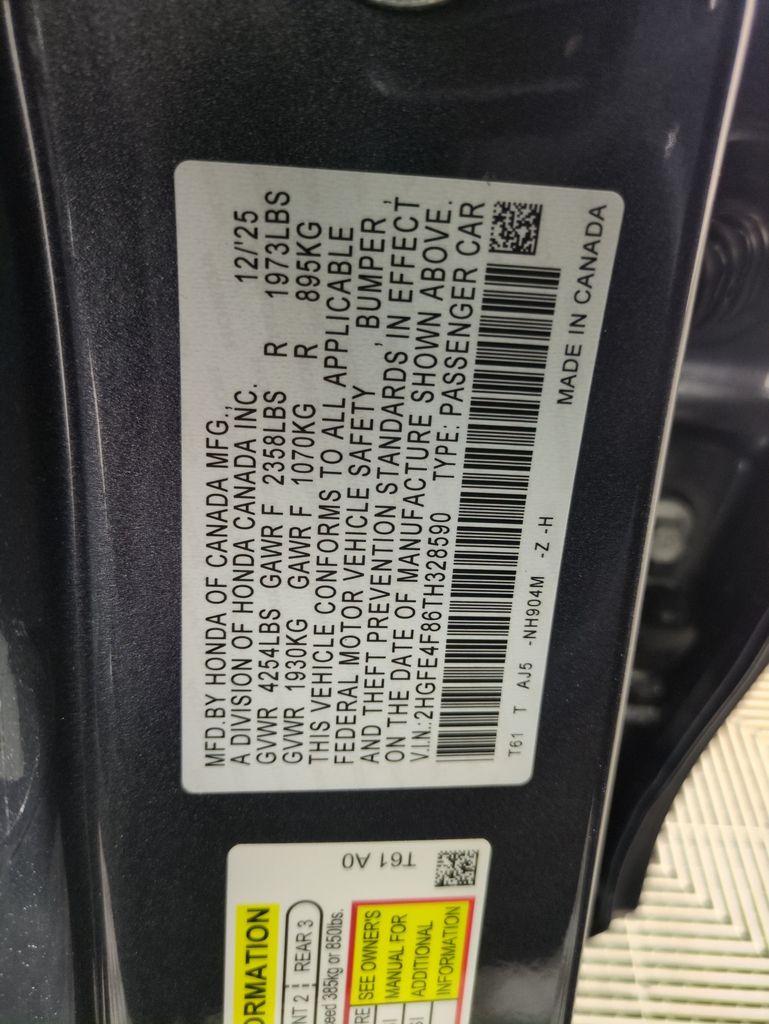 MFD.BY HONDA OF CANADA MFG.,
A DIVISION OF HONDA CANADA INC. 12/'25
GVWR 4254LBS GAWR F 2358LBS R 1973LBS
GVWR 1930KG GAWR F 1070KG R 895KG
THIS VEHICLE CONFORMS TO ALL APPLICABLE
FEDERAL MOTOR VEHICLE SAFETY , BUMPER ,
AND THEFT PREVENTION STANDARDS IN EFFECT
ON THE DATE OF MANUFACTURE SHOWN ABOVE.
V.I.N.:2HGFE4F86TH328590 TYPE: PASSENGER CAR
T61 T AJ5 -NH904M -Z -H
MADE IN CANADA
T61 A0
ORMATION
NT 2 REAR 3
eed 385kg or 850lbs.
SEE OWNER'S
MANUAL FOR
ADDITIONAL
INFORMATION